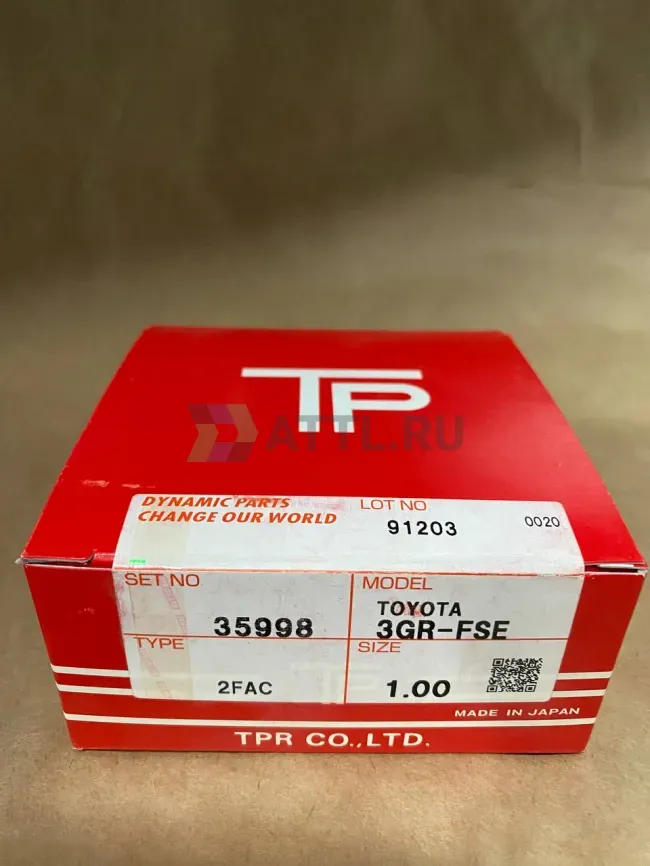 TP
ATTL.RU
DYNAMIC PARTS
CHANGE OUR WORLD
LOT NO
91203
0020
SET NO
35998
MODEL
TOYOTA
3GR-FSE
TYPE
2FAC
SIZE
1.00
MADE IN JAPAN
TPR CO.,LTD.